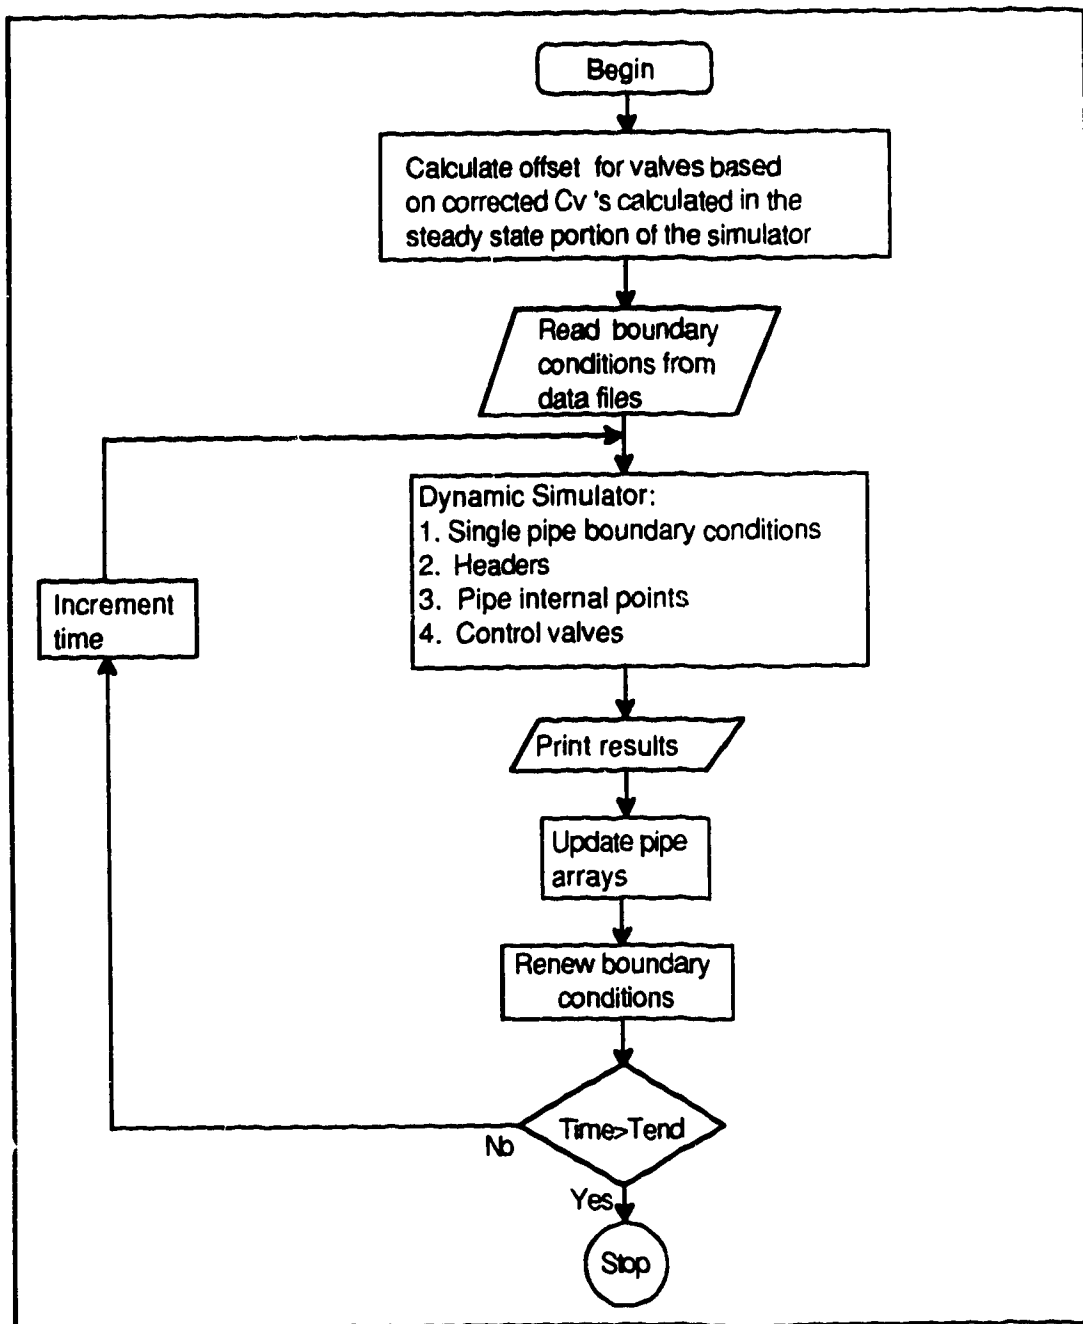 Begin
Calculate offset for valves based
on corrected Cv 's calculated in the
steady state portion of the simulator
Read boundary
conditions from
data files
Dynamic Simulator:
1. Single pipe boundary conditions
2. Headers
3. Pipe internal points
4. Control valves
Increment
time
Print results
Update pipe
arrays
Renew boundary
conditions
Time>Tend
No
Yes
Stop